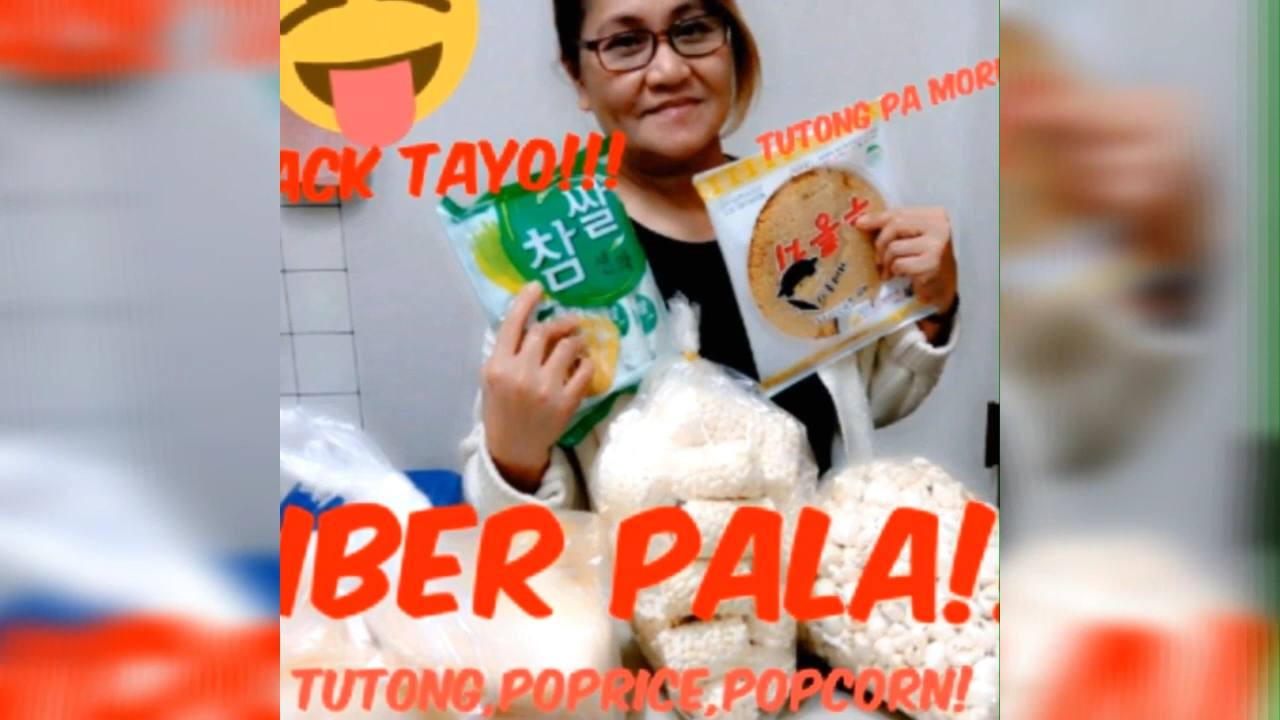 ACK TAYO!!!
TUTONG PA MOR
참쌀
IBER PALA!
TUTONG,POPRICE,POPCORN!